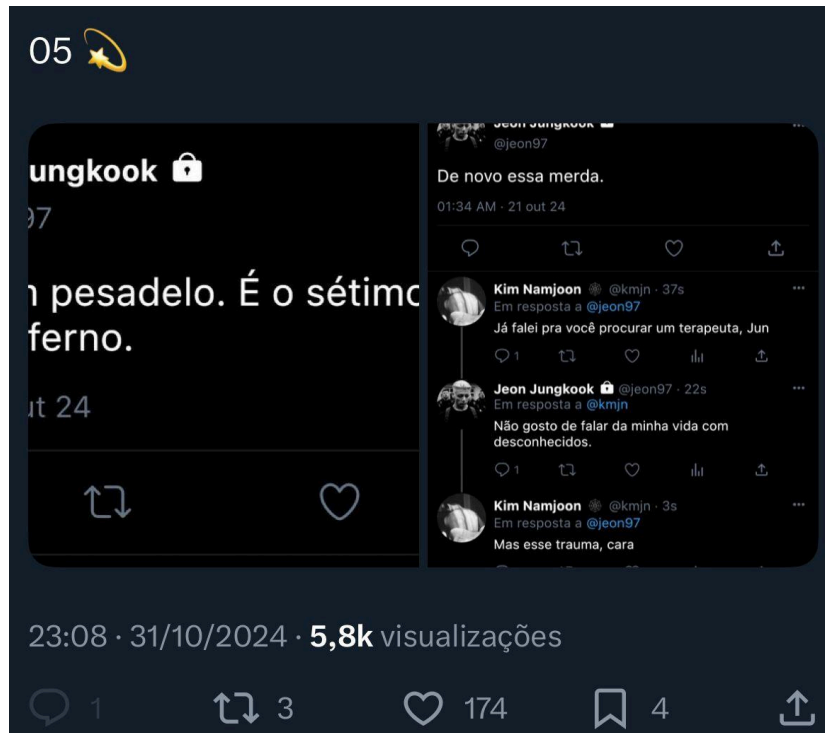 05 💫
ungkook
97
pesadelo. É o sétimo
ferno.
ut 24
Jeon Jungkook
@jeon97
De novo essa merda.
01:34 AM · 21 out 24
Kim Namjoon @kmjn · 37s
Em resposta a @jeon97
Já falei pra você procurar um terapeuta, Jun
1
Jeon Jungkook @jeon97 · 22s
Em resposta a @kmjn
Não gosto de falar da minha vida com
desconhecidos.
1
Kim Namjoon @kmjn · 3s
Em resposta a @jeon97
Mas esse trauma, cara
23:08 · 31/10/2024 · 5,8k visualizações
1 3 174 4